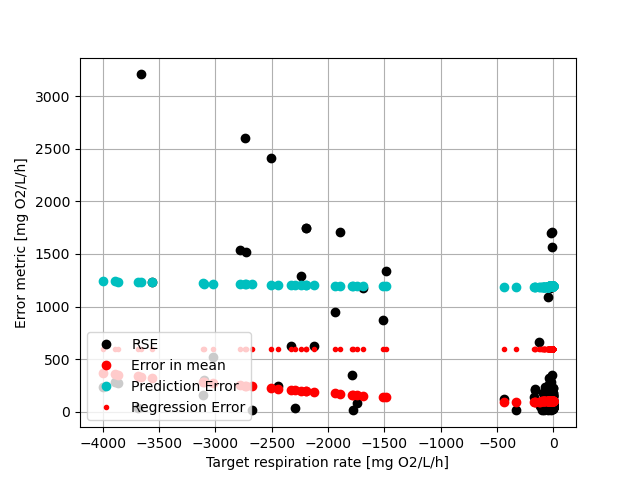 3000
2500
2000
1500
1000
500
0
Error metric [mg O2/L/h]
RSE
Error in mean
Prediction Error
Regression Error
−4000 −3500 −3000 −2500 −2000 −1500 −1000 −500 0
Target respiration rate [mg O2/L/h]